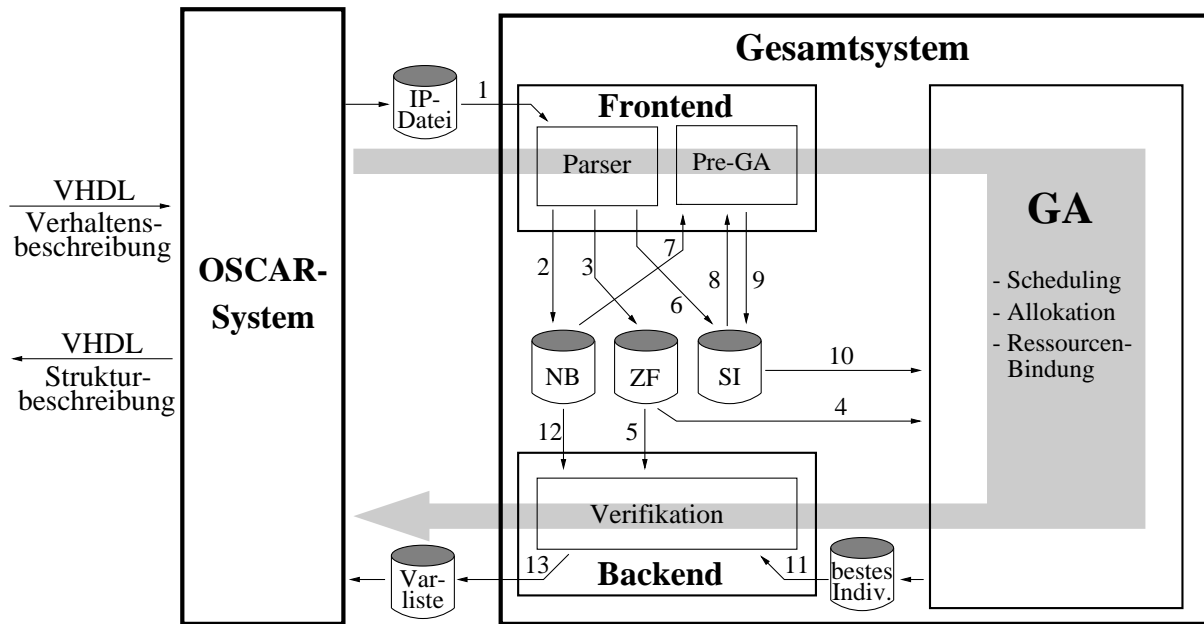 Gesamtsystem
IP-
Datei
1
Frontend
Parser
Pre-GA
VHDL
Verhaltens-
beschreibung
OSCAR-
System
VHDL
Struktur-
beschreibung
GA
- Scheduling
- Allokation
- Ressourcen-
Bindung
2
3
6
7
8
9
NB
ZF
SI
10
4
12
5
Verifikation
Backend
13
11
Var-
liste
bestes
Indiv.